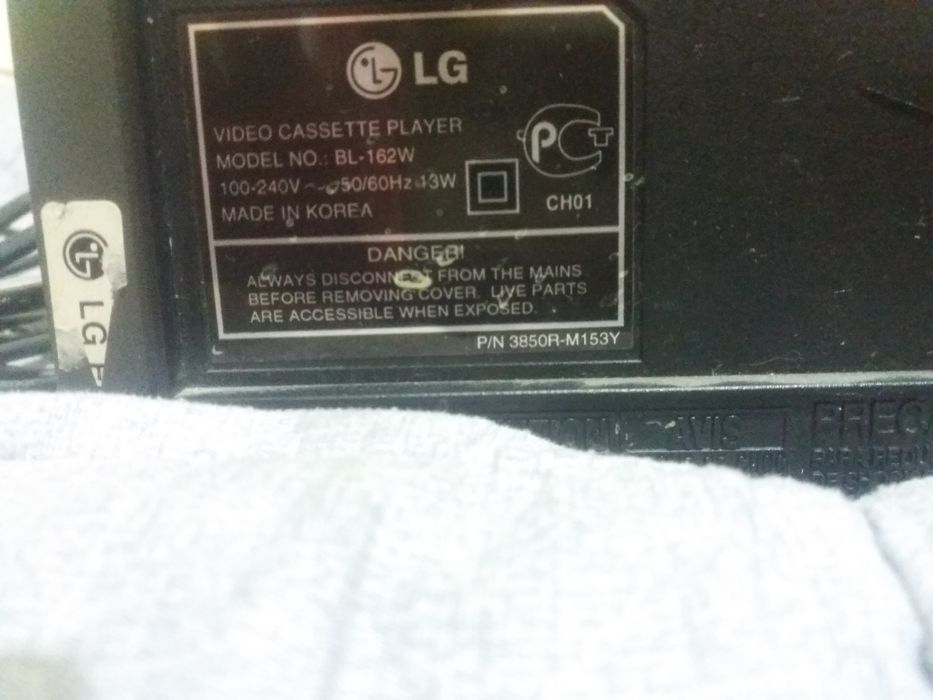 LG
VIDEO CASSETTE PLAYER
MODEL NO.: BL-162W
100-240V ~ 50/60Hz 13W
MADE IN KOREA
PCT
CH01
DANGER!
ALWAYS DISCONNECT FROM THE MAINS
BEFORE REMOVING COVER. LIVE PARTS
ARE ACCESSIBLE WHEN EXPOSED.
P/N 3850R-M153Y
LG
AVIS